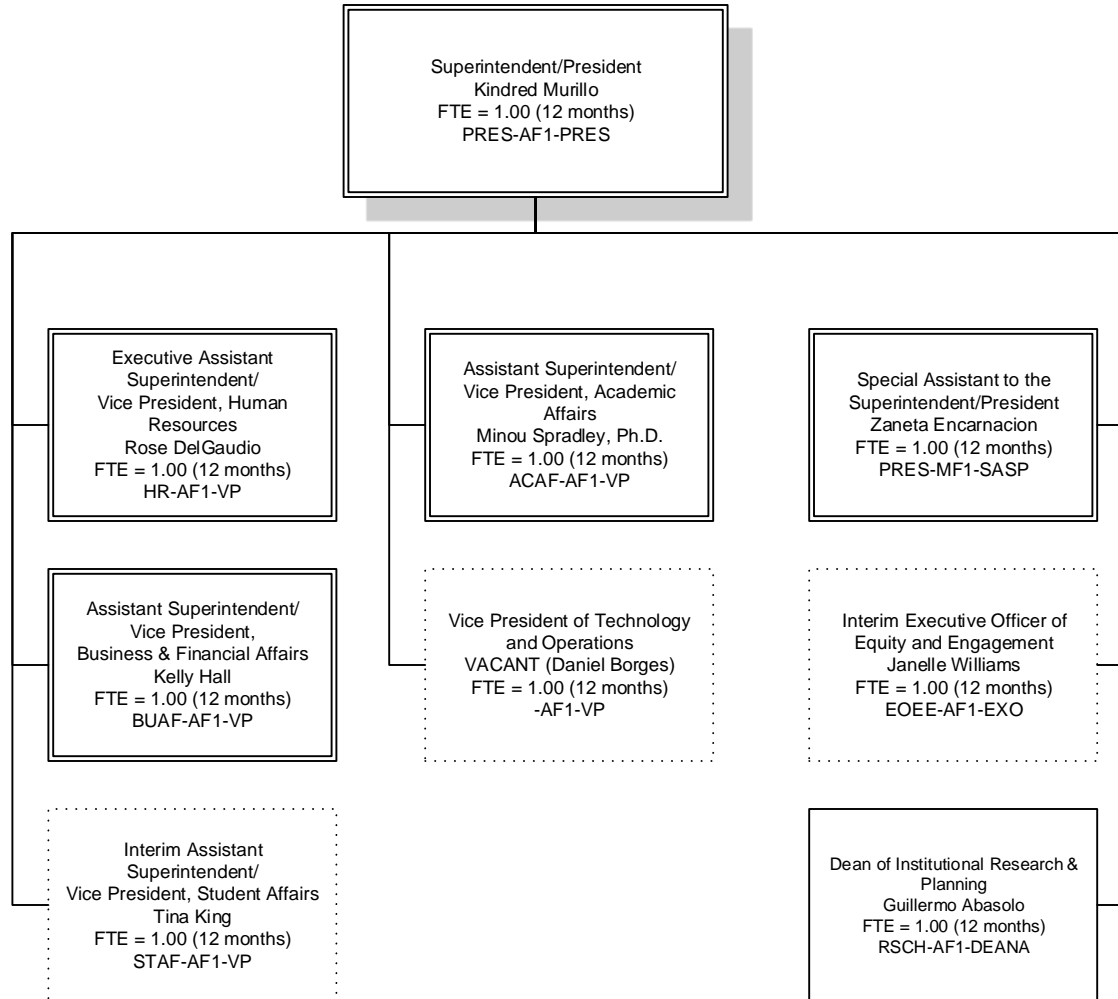 Superintendent/President
Kindred Murillo
FTE = 1.00 (12 months)
PRES-AF1-PRES
Executive Assistant
Superintendent/
Vice President, Human
Resources
Rose DelGaudio
FTE = 1.00 (12 months)
HR-AF1-VP
Assistant Superintendent/
Vice President, Academic
Affairs
Minou Spradley, Ph.D.
FTE = 1.00 (12 months)
ACAF-AF1-VP
Special Assistant to the
Superintendent/President
Zaneta Encarnacion
FTE = 1.00 (12 months)
PRES-MF1-SASP
Assistant Superintendent/
Vice President,
Business & Financial Affairs
Kelly Hall
FTE = 1.00 (12 months)
BUAF-AF1-VP
Vice President of Technology
and Operations
VACANT (Daniel Borges)
FTE = 1.00 (12 months)
-AF1-VP
Interim Executive Officer of
Equity and Engagement
Janelle Williams
FTE = 1.00 (12 months)
EOEE-AF1-EXO
Interim Assistant
Superintendent/
Vice President, Student Affairs
Tina King
FTE = 1.00 (12 months)
STAF-AF1-VP
Dean of Institutional Research &
Planning
Guillermo Abasolo
FTE = 1.00 (12 months)
RSCH-AF1-DEANA